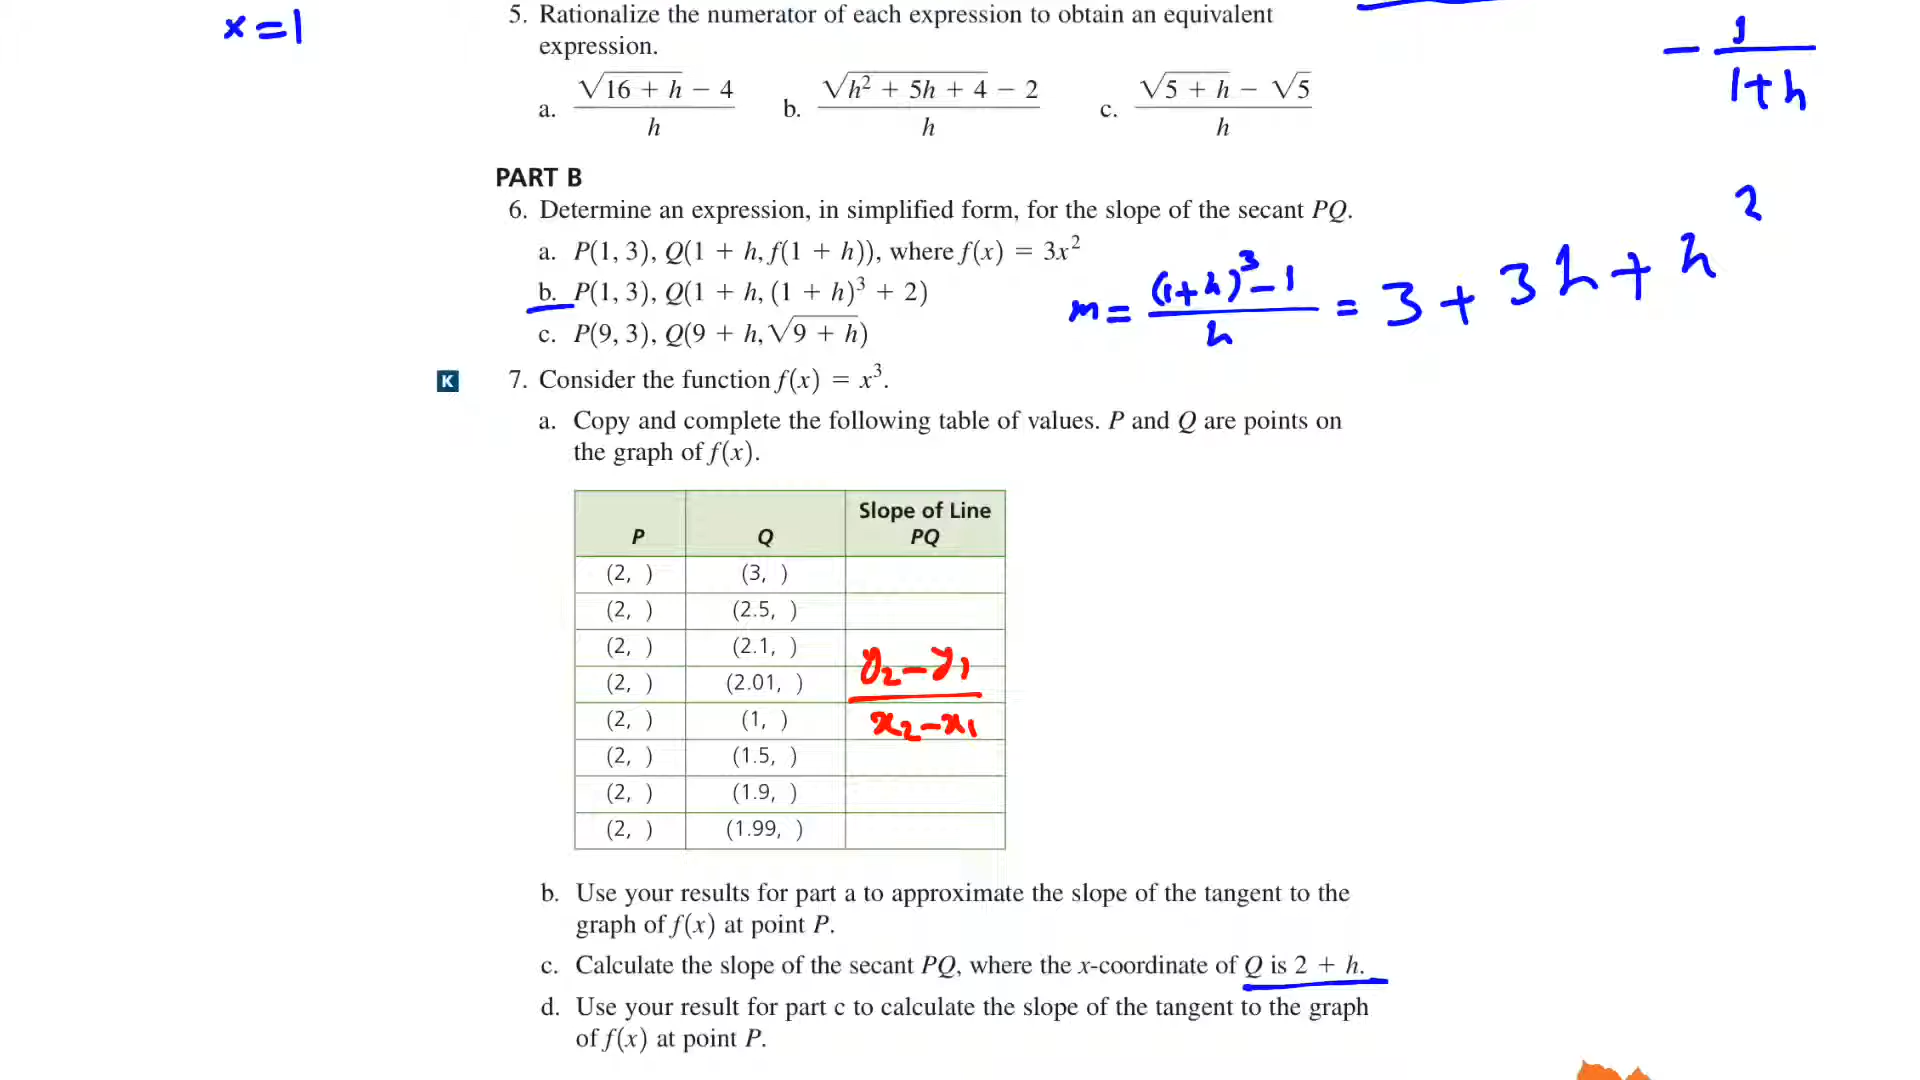 x=1
5. Rationalize the numerator of each expression to obtain an equivalent
expression.
a. (√(16 + h) − 4)/h b. (√(h² + 5h + 4) − 2)/h c. (√(5 + h) − √5)/h
− 1/(1+h)
PART B
6. Determine an expression, in simplified form, for the slope of the secant PQ.
a. P(1, 3), Q(1 + h, f(1 + h)), where f(x) = 3x²
b. P(1, 3), Q(1 + h, (1 + h)³ + 2)
m = ((1+h)³−1)/h = 3 + 3h + h²
c. P(9, 3), Q(9 + h, √(9 + h))
K 7. Consider the function f(x) = x³.
a. Copy and complete the following table of values. P and Q are points on
the graph of f(x).
P Q Slope of Line PQ
(2, ) (3, )
(2, ) (2.5, )
(2, ) (2.1, )
(2, ) (2.01, )
(y₂−y₁)/(x₂−x₁)
(2, ) (1, )
(2, ) (1.5, )
(2, ) (1.9, )
(2, ) (1.99, )
b. Use your results for part a to approximate the slope of the tangent to the
graph of f(x) at point P.
c. Calculate the slope of the secant PQ, where the x-coordinate of Q is 2 + h.
d. Use your result for part c to calculate the slope of the tangent to the graph
of f(x) at point P.